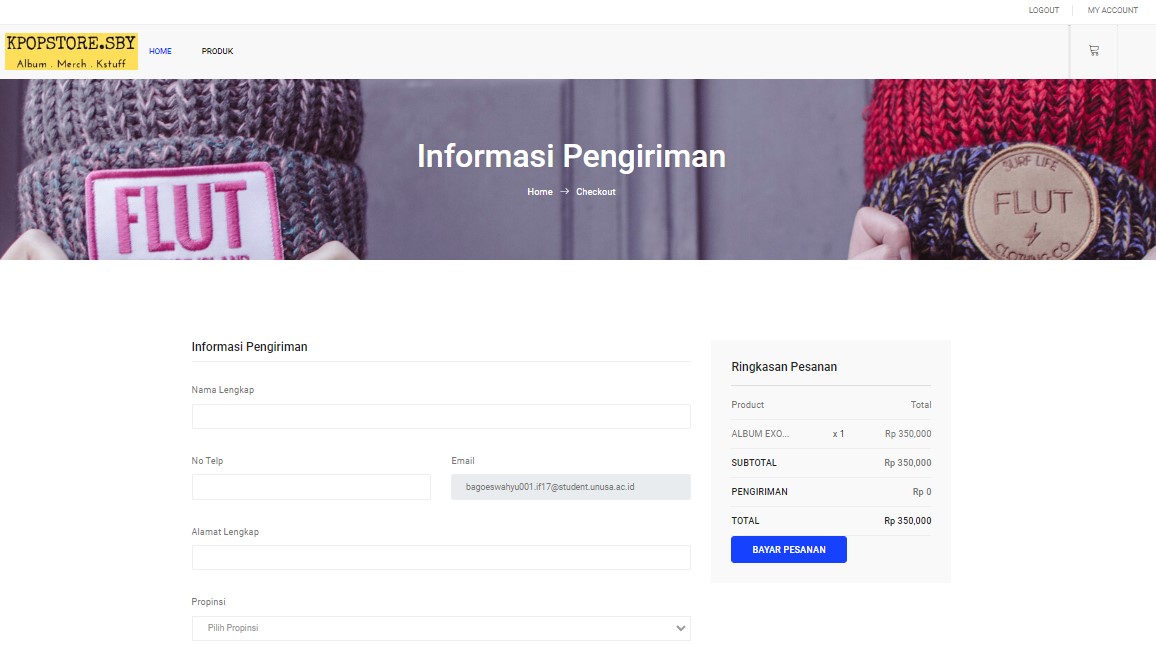 LOGOUT MY ACCOUNT
KPOPSTORE.SBY
Album . Merch . Kstuff
HOME PRODUK
Informasi Pengiriman
Home → Checkout
FLUT
ISLAND
SURF LIFE
FLUT
CLOTHING CO
Informasi Pengiriman
Nama Lengkap
No Telp Email
bagoeswahyu001.if17@student.unusa.ac.id
Alamat Lengkap
Propinsi
Pilih Propinsi
Ringkasan Pesanan
Product Total
ALBUM EXO... x 1 Rp 350,000
SUBTOTAL Rp 350,000
PENGIRIMAN Rp 0
TOTAL Rp 350,000
BAYAR PESANAN